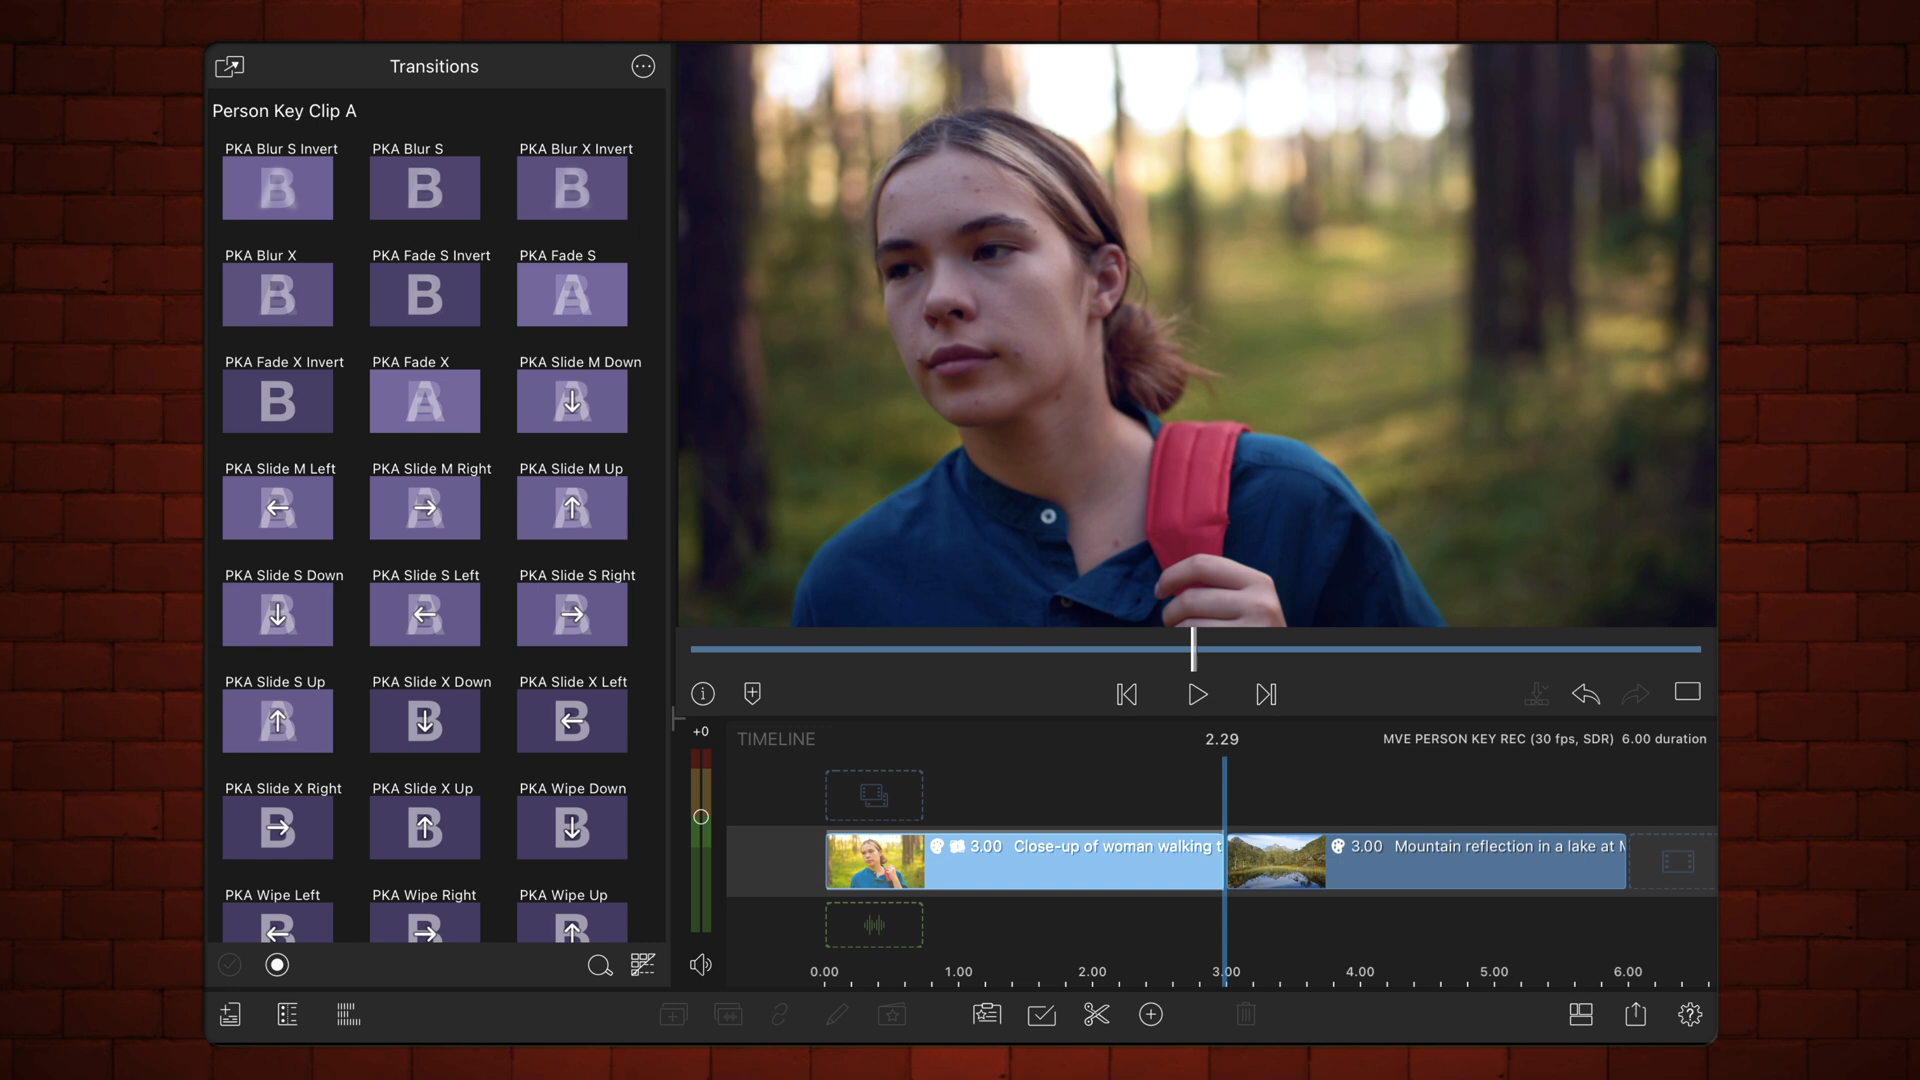 Transitions
Person Key Clip A
PKA Blur S Invert
PKA Blur S
PKA Blur X Invert
B
B
B
PKA Blur X
PKA Fade S Invert
PKA Fade S
B
B
A
PKA Fade X Invert
PKA Fade X
PKA Slide M Down
B
A
PKA Slide M Left
PKA Slide M Right
PKA Slide M Up
PKA Slide S Down
PKA Slide S Left
PKA Slide S Right
PKA Slide S Up
PKA Slide X Down
PKA Slide X Left
B
B
PKA Slide X Right
PKA Slide X Up
PKA Wipe Down
B
B
B
PKA Wipe Left
PKA Wipe Right
PKA Wipe Up
+0
TIMELINE
2.29
MVE PERSON KEY REC (30 fps, SDR) 6.00 duration
3.00 Close-up of woman walking t
3.00 Mountain reflection in a lake at M
0.00 1.00 2.00 3.00 4.00 5.00 6.00